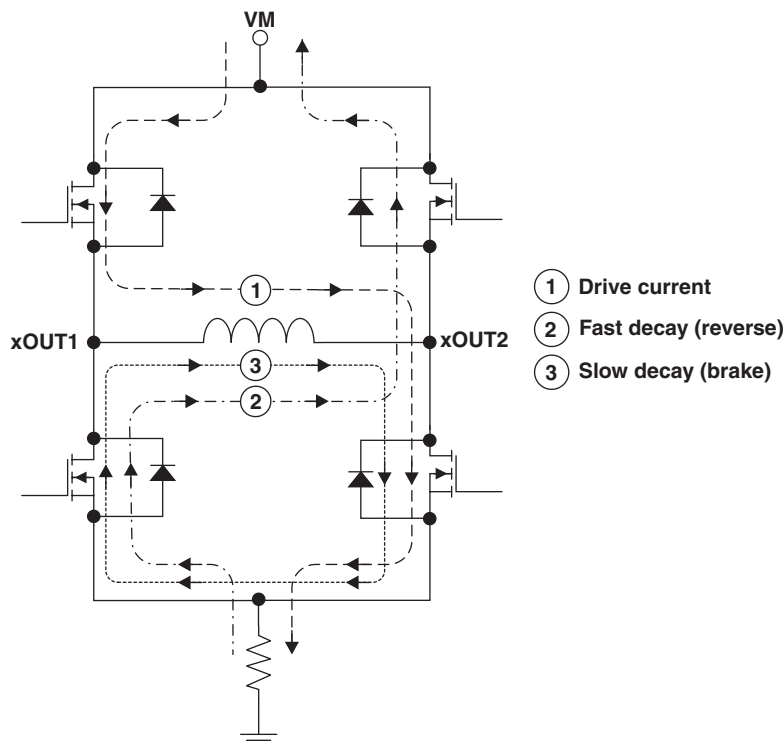 VM
1
1 Drive current
xOUT1
xOUT2
2 Fast decay (reverse)
3
3 Slow decay (brake)
2